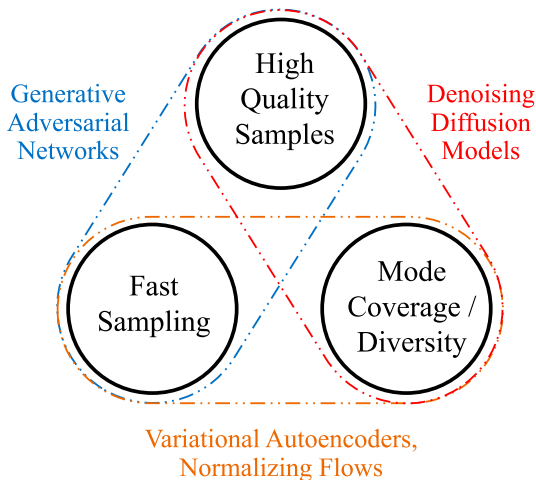 High
Quality
Samples
Generative
Adversarial
Networks
Denoising
Diffusion
Models
Fast
Sampling
Mode
Coverage /
Diversity
Variational Autoencoders,
Normalizing Flows